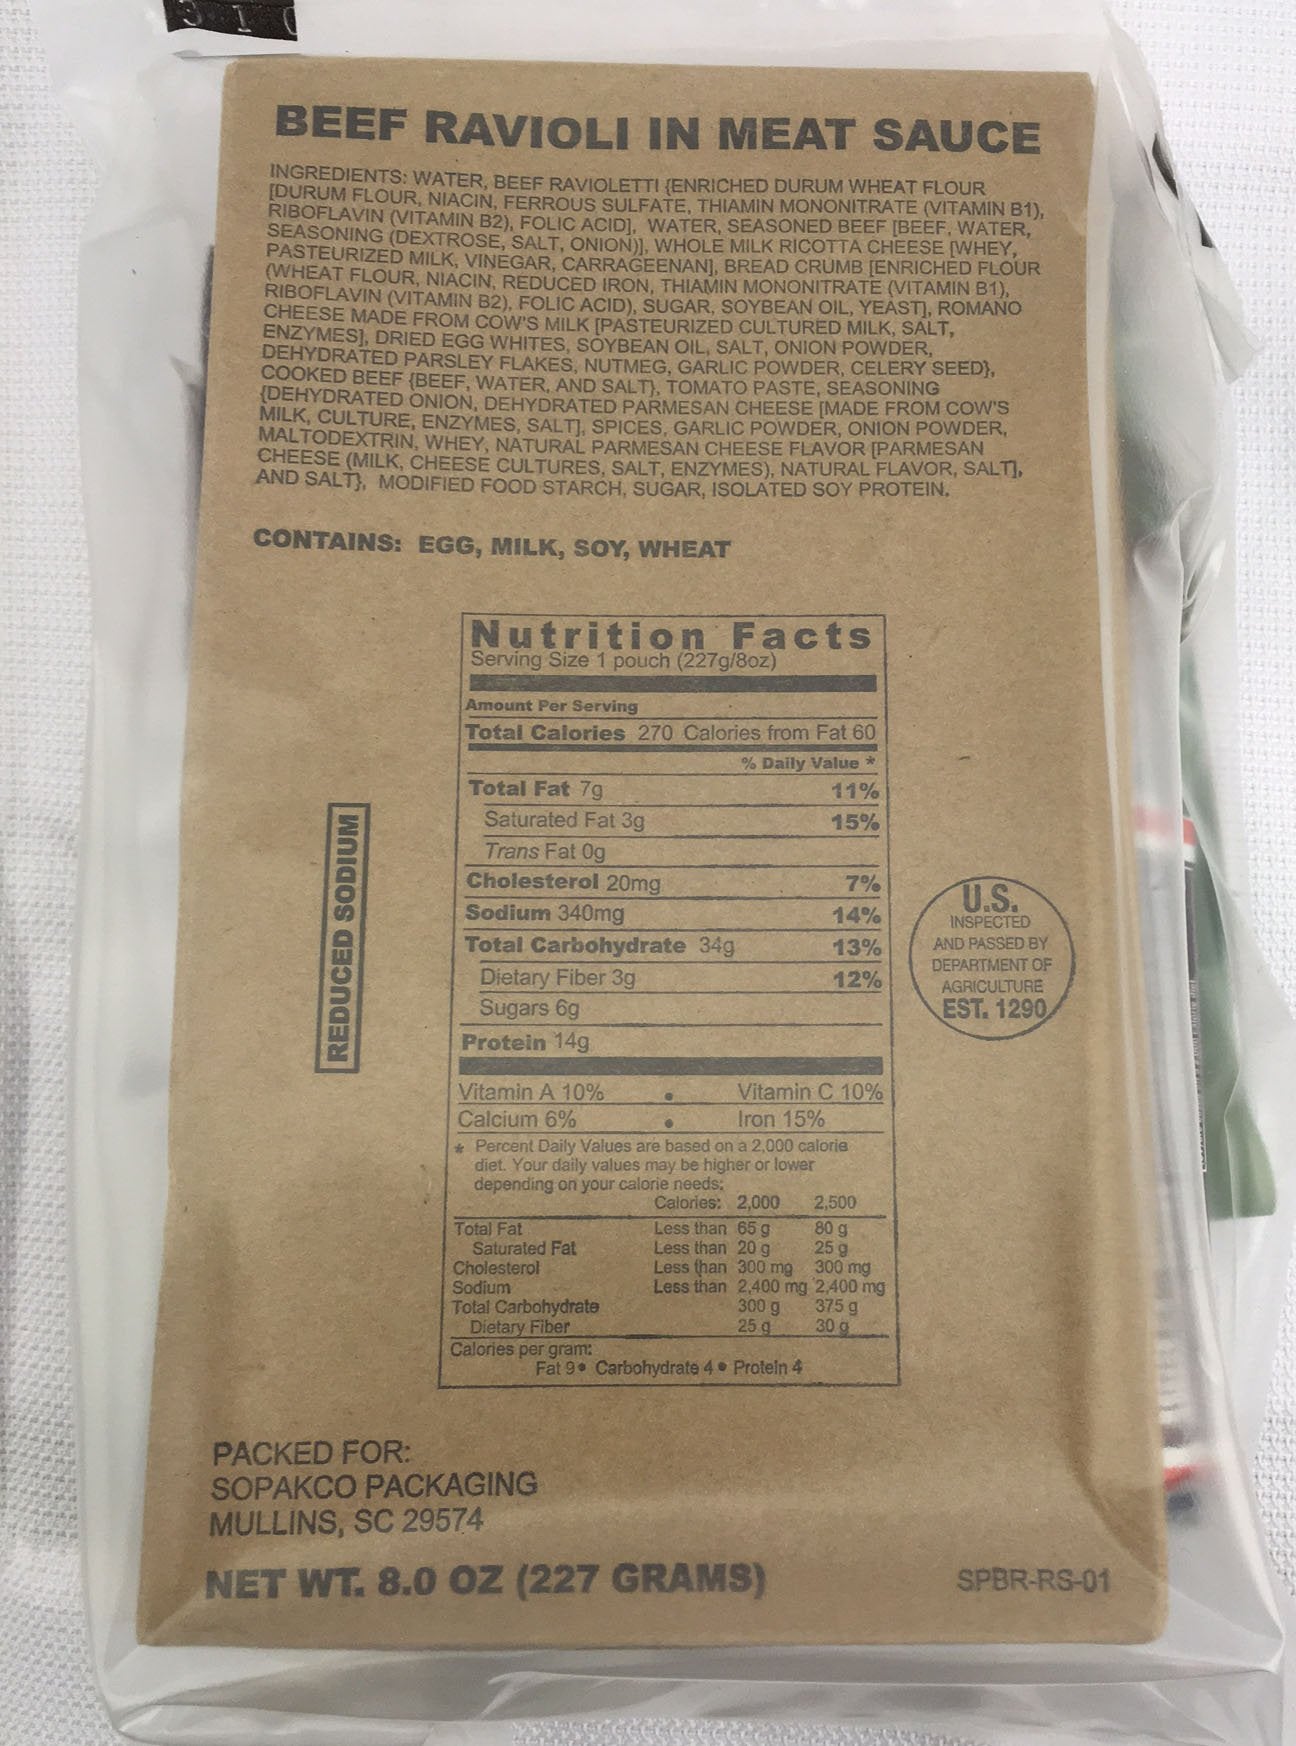 3 1 0
BEEF RAVIOLI IN MEAT SAUCE
INGREDIENTS: WATER, BEEF RAVIOLETTI {ENRICHED DURUM WHEAT FLOUR
[DURUM FLOUR, NIACIN, FERROUS SULFATE, THIAMIN MONONITRATE (VITAMIN B1),
RIBOFLAVIN (VITAMIN B2), FOLIC ACID], WATER, SEASONED BEEF [BEEF, WATER,
SEASONING (DEXTROSE, SALT, ONION)], WHOLE MILK RICOTTA CHEESE [WHEY,
PASTEURIZED MILK, VINEGAR, CARRAGEENAN], BREAD CRUMB [ENRICHED FLOUR
(WHEAT FLOUR, NIACIN, REDUCED IRON, THIAMIN MONONITRATE (VITAMIN B1),
RIBOFLAVIN (VITAMIN B2), FOLIC ACID), SUGAR, SOYBEAN OIL, YEAST], ROMANO
CHEESE MADE FROM COW'S MILK [PASTEURIZED CULTURED MILK, SALT,
ENZYMES], DRIED EGG WHITES, SOYBEAN OIL, SALT, ONION POWDER,
DEHYDRATED PARSLEY FLAKES, NUTMEG, GARLIC POWDER, CELERY SEED},
COOKED BEEF {BEEF, WATER, AND SALT}, TOMATO PASTE, SEASONING
{DEHYDRATED ONION, DEHYDRATED PARMESAN CHEESE [MADE FROM COW'S
MILK, CULTURE, ENZYMES, SALT], SPICES, GARLIC POWDER, ONION POWDER,
MALTODEXTRIN, WHEY, NATURAL PARMESAN CHEESE FLAVOR [PARMESAN
CHEESE (MILK, CHEESE CULTURES, SALT, ENZYMES), NATURAL FLAVOR, SALT],
AND SALT}, MODIFIED FOOD STARCH, SUGAR, ISOLATED SOY PROTEIN.
CONTAINS: EGG, MILK, SOY, WHEAT
Nutrition Facts
Serving Size 1 pouch (227g/8oz)
Amount Per Serving
Total Calories 270 Calories from Fat 60
% Daily Value *
Total Fat 7g 11%
Saturated Fat 3g 15%
Trans Fat 0g
Cholesterol 20mg 7%
Sodium 340mg 14%
Total Carbohydrate 34g 13%
Dietary Fiber 3g 12%
Sugars 6g
Protein 14g
Vitamin A 10% • Vitamin C 10%
Calcium 6% • Iron 15%
* Percent Daily Values are based on a 2,000 calorie
diet. Your daily values may be higher or lower
depending on your calorie needs:
Calories: 2,000 2,500
Total Fat Less than 65 g 80 g
Saturated Fat Less than 20 g 25 g
Cholesterol Less than 300 mg 300 mg
Sodium Less than 2,400 mg 2,400 mg
Total Carbohydrate 300 g 375 g
Dietary Fiber 25 g 30 g
Calories per gram:
Fat 9 • Carbohydrate 4 • Protein 4
REDUCED SODIUM
U.S.
INSPECTED
AND PASSED BY
DEPARTMENT OF
AGRICULTURE
EST. 1290
PACKED FOR:
SOPAKCO PACKAGING
MULLINS, SC 29574
NET WT. 8.0 OZ (227 GRAMS)
SPBR-RS-01